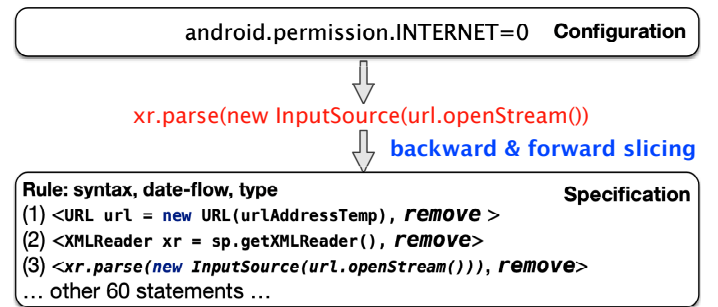 android.permission.INTERNET=0 Configuration
xr.parse(new InputSource(url.openStream())
backward & forward slicing
Rule: syntax, date-flow, type Specification
(1) <URL url = new URL(urlAddressTemp), remove >
(2) <XMLReader xr = sp.getXMLReader(), remove>
(3) <xr.parse(new InputSource(url.openStream())), remove>
... other 60 statements ...